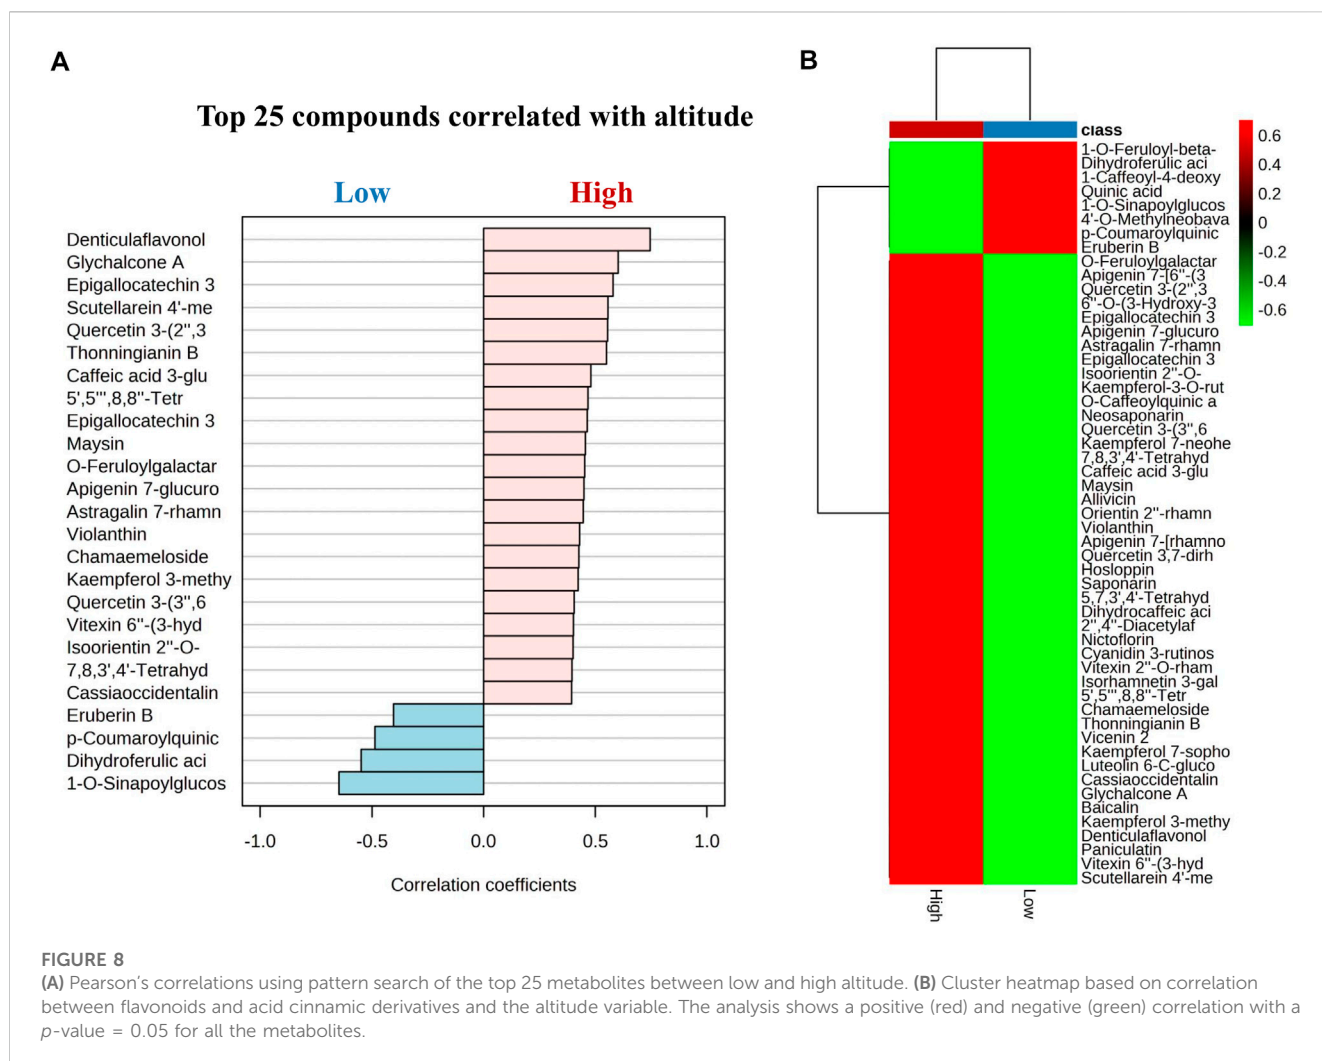 A
Top 25 compounds correlated with altitude
Low
High
Denticulaflavonol
Glychalcone A
Epigallocatechin 3
Scutellarein 4'-me
Quercetin 3-(2'',3
Thonningianin B
Caffeic acid 3-glu
5',5''',8,8''-Tetr
Epigallocatechin 3
Maysin
O-Feruloylgalactar
Apigenin 7-glucuro
Astragalin 7-rhamn
Violanthin
Chamaemeloside
Kaempferol 3-methy
Quercetin 3-(3'',6
Vitexin 6''-(3-hyd
Isoorientin 2''-O-
7,8,3',4'-Tetrahyd
Cassiaoccidentalin
Eruberin B
p-Coumaroylquinic
Dihydroferulic aci
1-O-Sinapoylglucos
-1.0 -0.5 0.0 0.5 1.0
Correlation coefficients
B
class
1-O-Feruloyl-beta-
Dihydroferulic aci
1-Caffeoyl-4-deoxy
Quinic acid
1-O-Sinapoylglucos
4'-O-Methylneobava
p-Coumaroylquinic
Eruberin B
O-Feruloylgalactar
Apigenin 7-[6''-(3
Quercetin 3-(2'',3
6''-O-(3-Hydroxy-3
Epigallocatechin 3
Apigenin 7-glucuro
Astragalin 7-rhamn
Epigallocatechin 3
Isoorientin 2''-O-
Kaempferol-3-O-rut
O-Caffeoylquinic a
Neosaponarin
Quercetin 3-(3'',6
Kaempferol 7-neohe
7,8,3',4'-Tetrahyd
Caffeic acid 3-glu
Maysin
Allivicin
Orientin 2''-rhamn
Violanthin
Apigenin 7-[rhamno
Quercetin 3,7-dirh
Hosloppin
Saponarin
5,7,3',4'-Tetrahyd
Dihydrocaffeic aci
2'',4''-Diacetylaf
Nictoflorin
Cyanidin 3-rutinos
Vitexin 2''-O-rham
Isorhamnetin 3-gal
5',5''',8,8''-Tetr
Chamaemeloside
Thonningianin B
Vicenin 2
Kaempferol 7-sopho
Luteolin 6-C-gluco
Cassiaoccidentalin
Glychalcone A
Baicalin
Kaempferol 3-methy
Denticulaflavonol
Paniculatin
Vitexin 6''-(3-hyd
Scutellarein 4'-me
High
Low
0.6
0.4
0.2
0
-0.2
-0.4
-0.6
FIGURE 8
(A) Pearson's correlations using pattern search of the top 25 metabolites between low and high altitude. (B) Cluster heatmap based on correlation
between flavonoids and acid cinnamic derivatives and the altitude variable. The analysis shows a positive (red) and negative (green) correlation with a
p-value = 0.05 for all the metabolites.